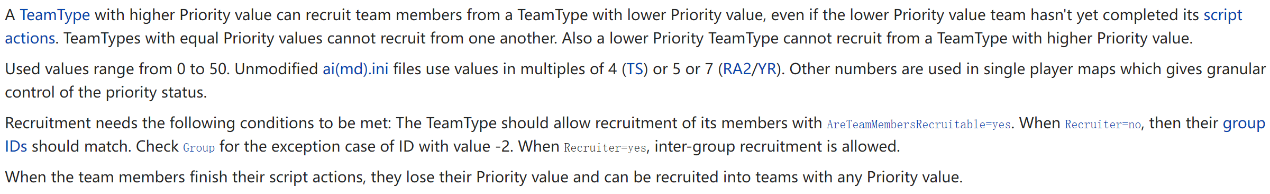 A TeamType with higher Priority value can recruit team members from a TeamType with lower Priority value, even if the lower Priority value team hasn't yet completed its script
actions. TeamTypes with equal Priority values cannot recruit from one another. Also a lower Priority TeamType cannot recruit from a TeamType with higher Priority value.
Used values range from 0 to 50. Unmodified ai(md).ini files use values in multiples of 4 (TS) or 5 or 7 (RA2/YR). Other numbers are used in single player maps which gives granular
control of the priority status.
Recruitment needs the following conditions to be met: The TeamType should allow recruitment of its members with AreTeamMembersRecruitable=yes. When Recruiter=no, then their group
IDs should match. Check Group for the exception case of ID with value -2. When Recruiter=yes, inter-group recruitment is allowed.
When the team members finish their script actions, they lose their Priority value and can be recruited into teams with any Priority value.